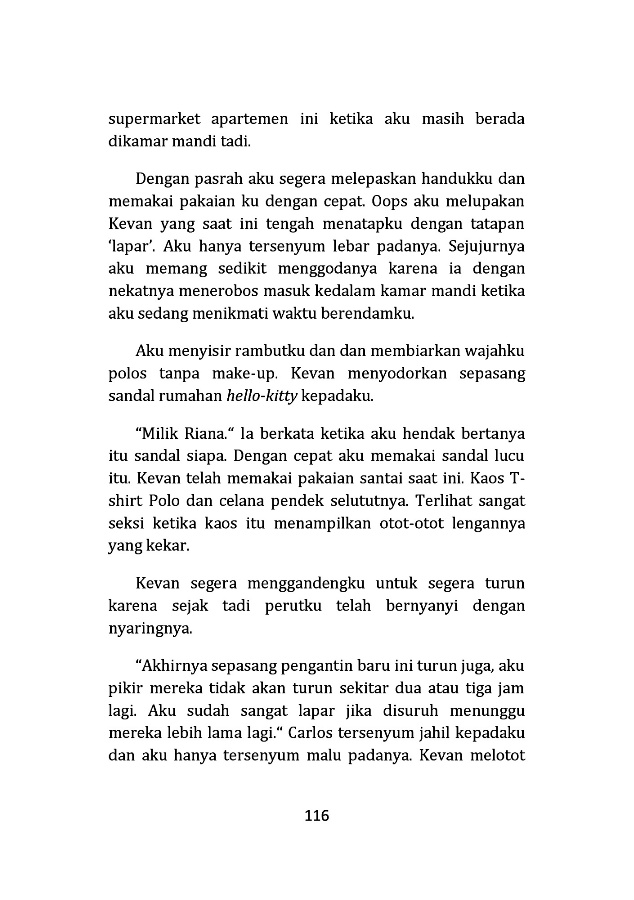 supermarket apartemen ini ketika aku masih berada
dikamar mandi tadi.
Dengan pasrah aku segera melepaskan handukku dan
memakai pakaian ku dengan cepat. Oops aku melupakan
Kevan yang saat ini tengah menatapku dengan tatapan
‘lapar’. Aku hanya tersenyum lebar padanya. Sejujurnya
aku memang sedikit menggodanya karena ia dengan
nekatnya menerobos masuk kedalam kamar mandi ketika
aku sedang menikmati waktu berendamku.
Aku menyisir rambutku dan dan membiarkan wajahku
polos tanpa make-up. Kevan menyodorkan sepasang
sandal rumahan hello-kitty kepadaku.
“Milik Riana.“ Ia berkata ketika aku hendak bertanya
itu sandal siapa. Dengan cepat aku memakai sandal lucu
itu. Kevan telah memakai pakaian santai saat ini. Kaos T-
shirt Polo dan celana pendek selututnya. Terlihat sangat
seksi ketika kaos itu menampilkan otot-otot lengannya
yang kekar.
Kevan segera menggandengku untuk segera turun
karena sejak tadi perutku telah bernyanyi dengan
nyaringnya.
“Akhirnya sepasang pengantin baru ini turun juga, aku
pikir mereka tidak akan turun sekitar dua atau tiga jam
lagi. Aku sudah sangat lapar jika disuruh menunggu
mereka lebih lama lagi.“ Carlos tersenyum jahil kepadaku
dan aku hanya tersenyum malu padanya. Kevan melotot
116